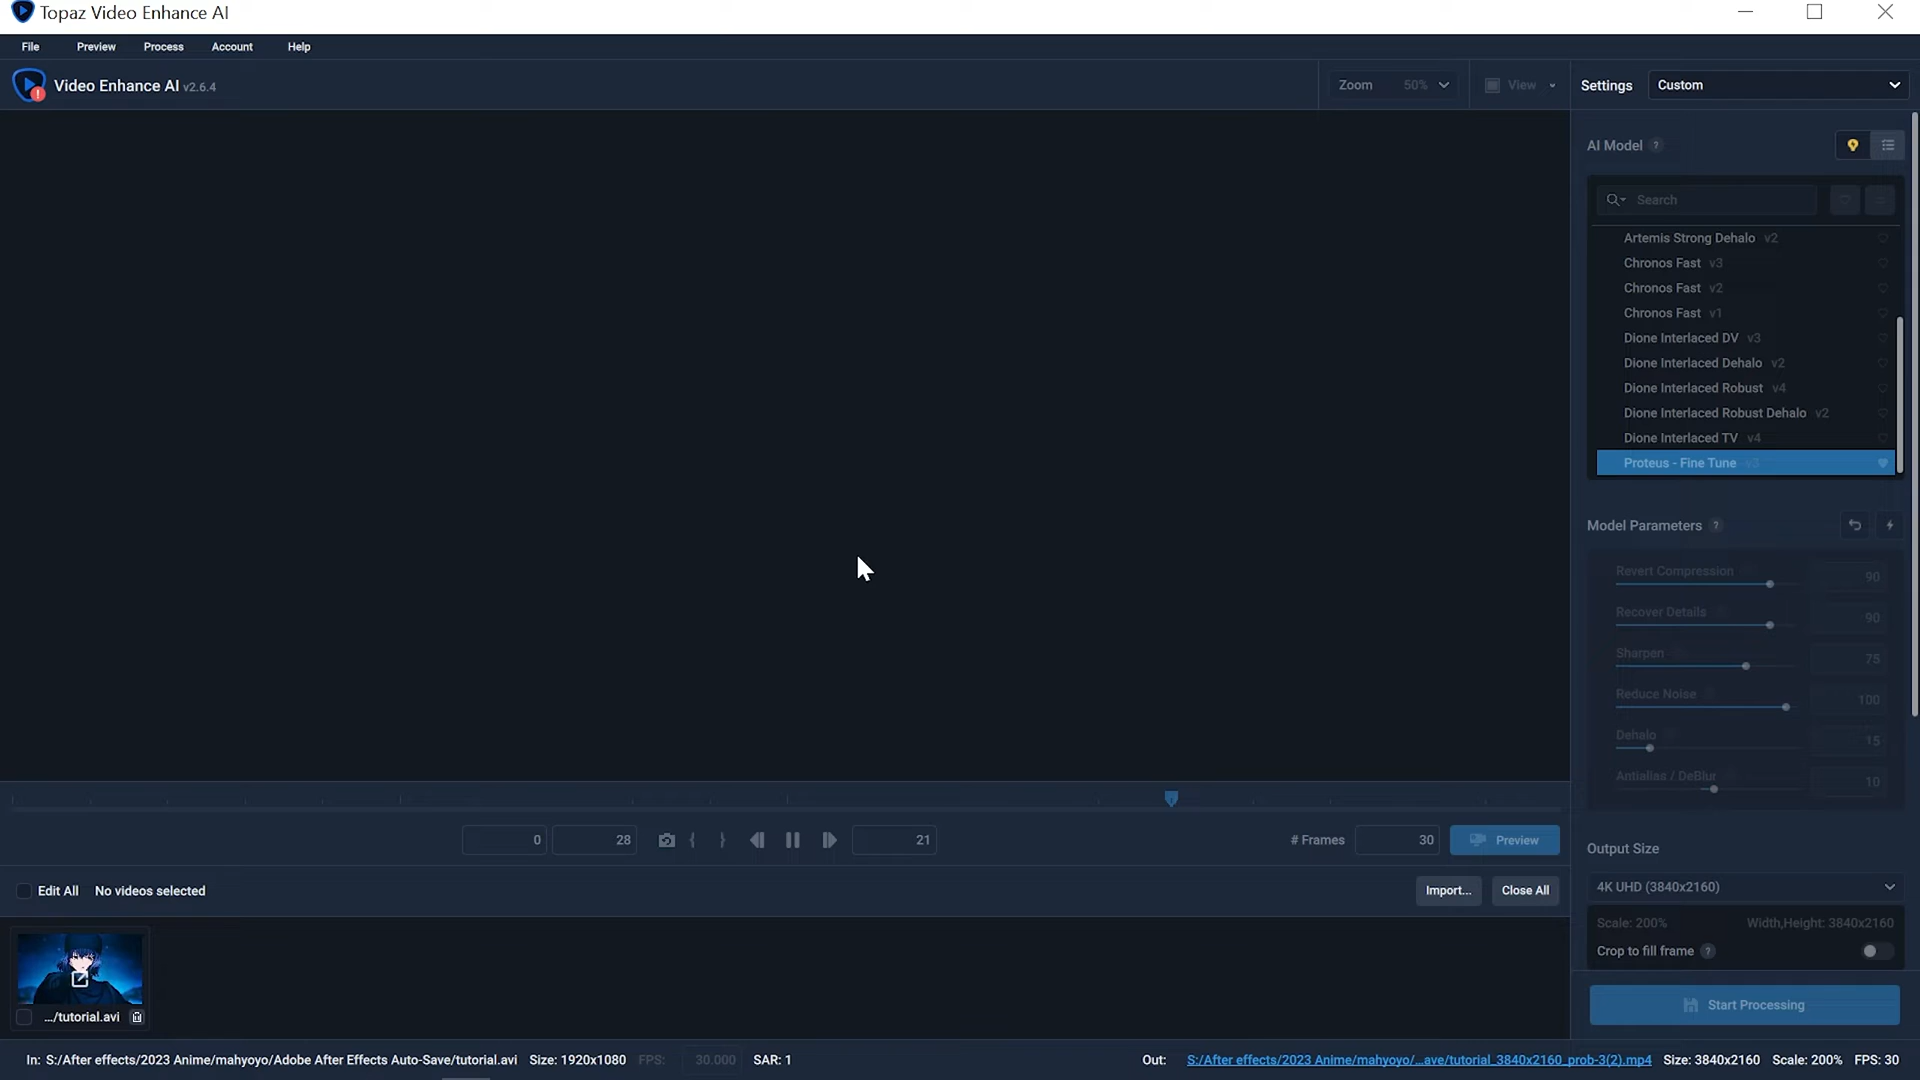 Topaz Video Enhance AI
File Preview Process Account Help
Video Enhance AI v2.6.4
Zoom 50% View Settings Custom
AI Model ?
Search
Artemis Strong Dehalo v2
Chronos Fast v3
Chronos Fast v2
Chronos Fast v1
Dione Interlaced DV v3
Dione Interlaced Dehalo v2
Dione Interlaced Robust v4
Dione Interlaced Robust Dehalo v2
Dione Interlaced TV v4
Proteus - Fine Tune v3
Model Parameters ?
Revert Compression 90
Recover Details 90
Sharpen 75
Reduce Noise 100
Dehalo 15
Antialias / DeBlur 10
0 28 { } 21 # Frames 30 Preview
Output Size
4K UHD (3840x2160)
Edit All No videos selected Import... Close All
Scale: 200% Width,Height: 3840x2160
Crop to fill frame ?
.../tutorial.avi
Start Processing
In: S:/After effects/2023 Anime/mahyoyo/Adobe After Effects Auto-Save/tutorial.avi Size: 1920x1080 FPS: 30.000 SAR: 1 Out: S:/After effects/2023 Anime/mahyoyo/...ave/tutorial_3840x2160_prob-3(2).mp4 Size: 3840x2160 Scale: 200% FPS: 30